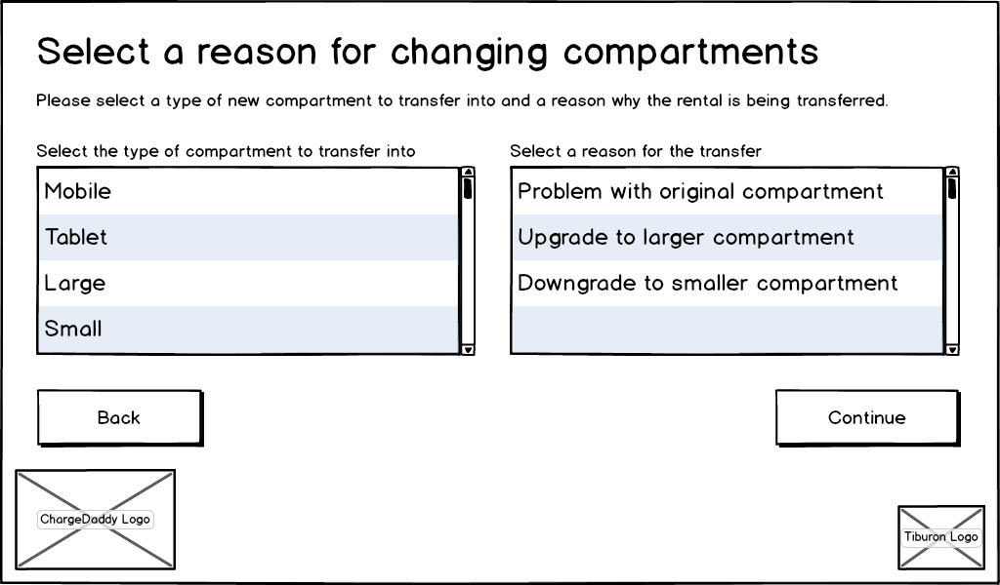 Select a reason for changing compartments
Please select a type of new compartment to transfer into and a reason why the rental is being transferred.
Select the type of compartment to transfer into
Mobile
Tablet
Large
Small
Select a reason for the transfer
Problem with original compartment
Upgrade to larger compartment
Downgrade to smaller compartment
Back
Continue
ChargeDaddy Logo
Tiburon Logo